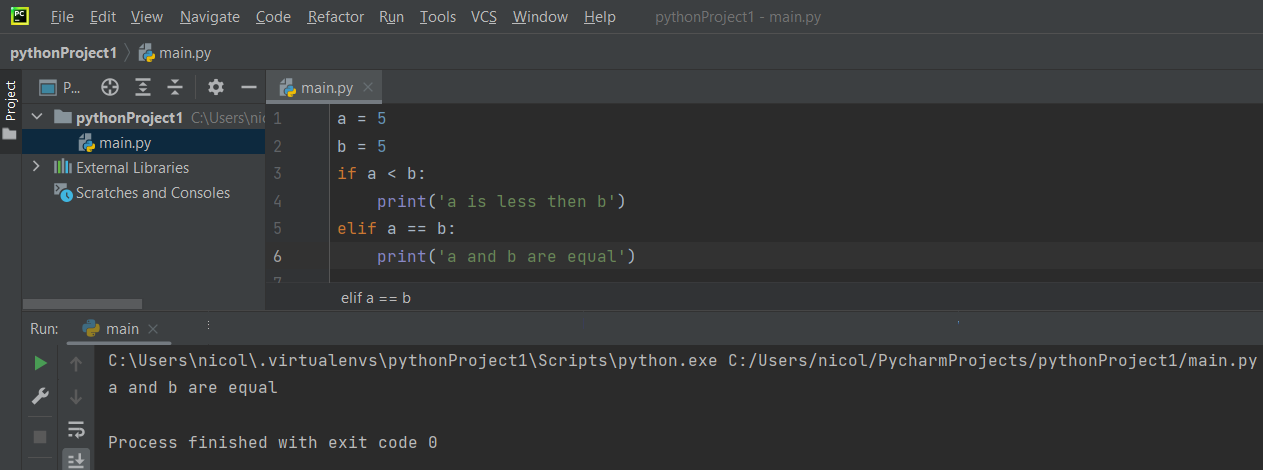 PC File Edit View Navigate Code Refactor Run Tools VCS Window Help pythonProject1 - main.py
pythonProject1 main.py
Project
P...
main.py
pythonProject1 C:\Users\nic
main.py
External Libraries
Scratches and Consoles
1 a = 5
2 b = 5
3 if a < b:
4     print('a is less then b')
5 elif a == b:
6     print('a and b are equal')
7
elif a == b
Run: main
C:\Users\nicol\.virtualenvs\pythonProject1\Scripts\python.exe C:/Users/nicol/PycharmProjects/pythonProject1/main.py
a and b are equal
Process finished with exit code 0